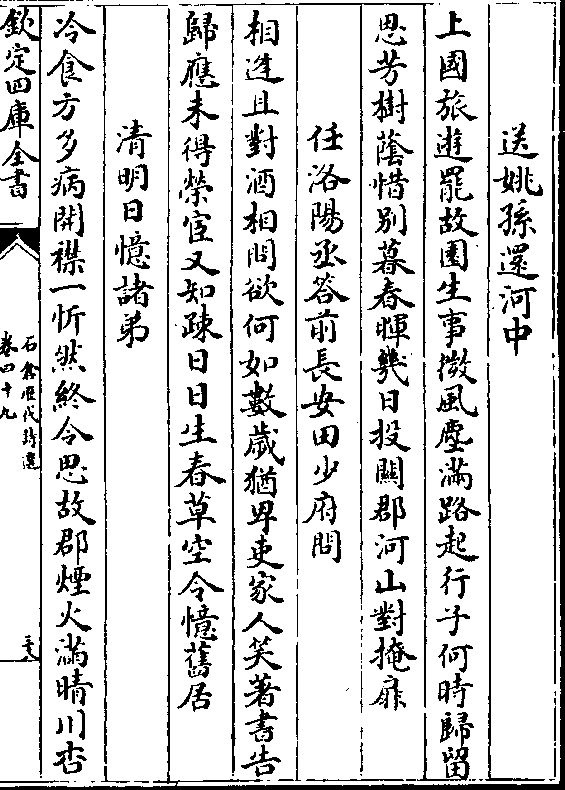 送姚孫還河中
上國旅遊罷故園生事微風塵滿路起行子何時歸留
思芳樹蔭惜別暮春暉幾日投關郡河山對掩扉
任洛陽丞答前長安田少府問
相逢且對酒相問欲何如數歲猶卑吏家人笑著書告
歸應未得榮宦又知疎日日生春草空令憶舊居
清明日憶諸弟
冷食方多病開襟一忻然終令思故郡煙火滿晴川杏
欽定四庫全書
石倉歷代詩選
卷四十九